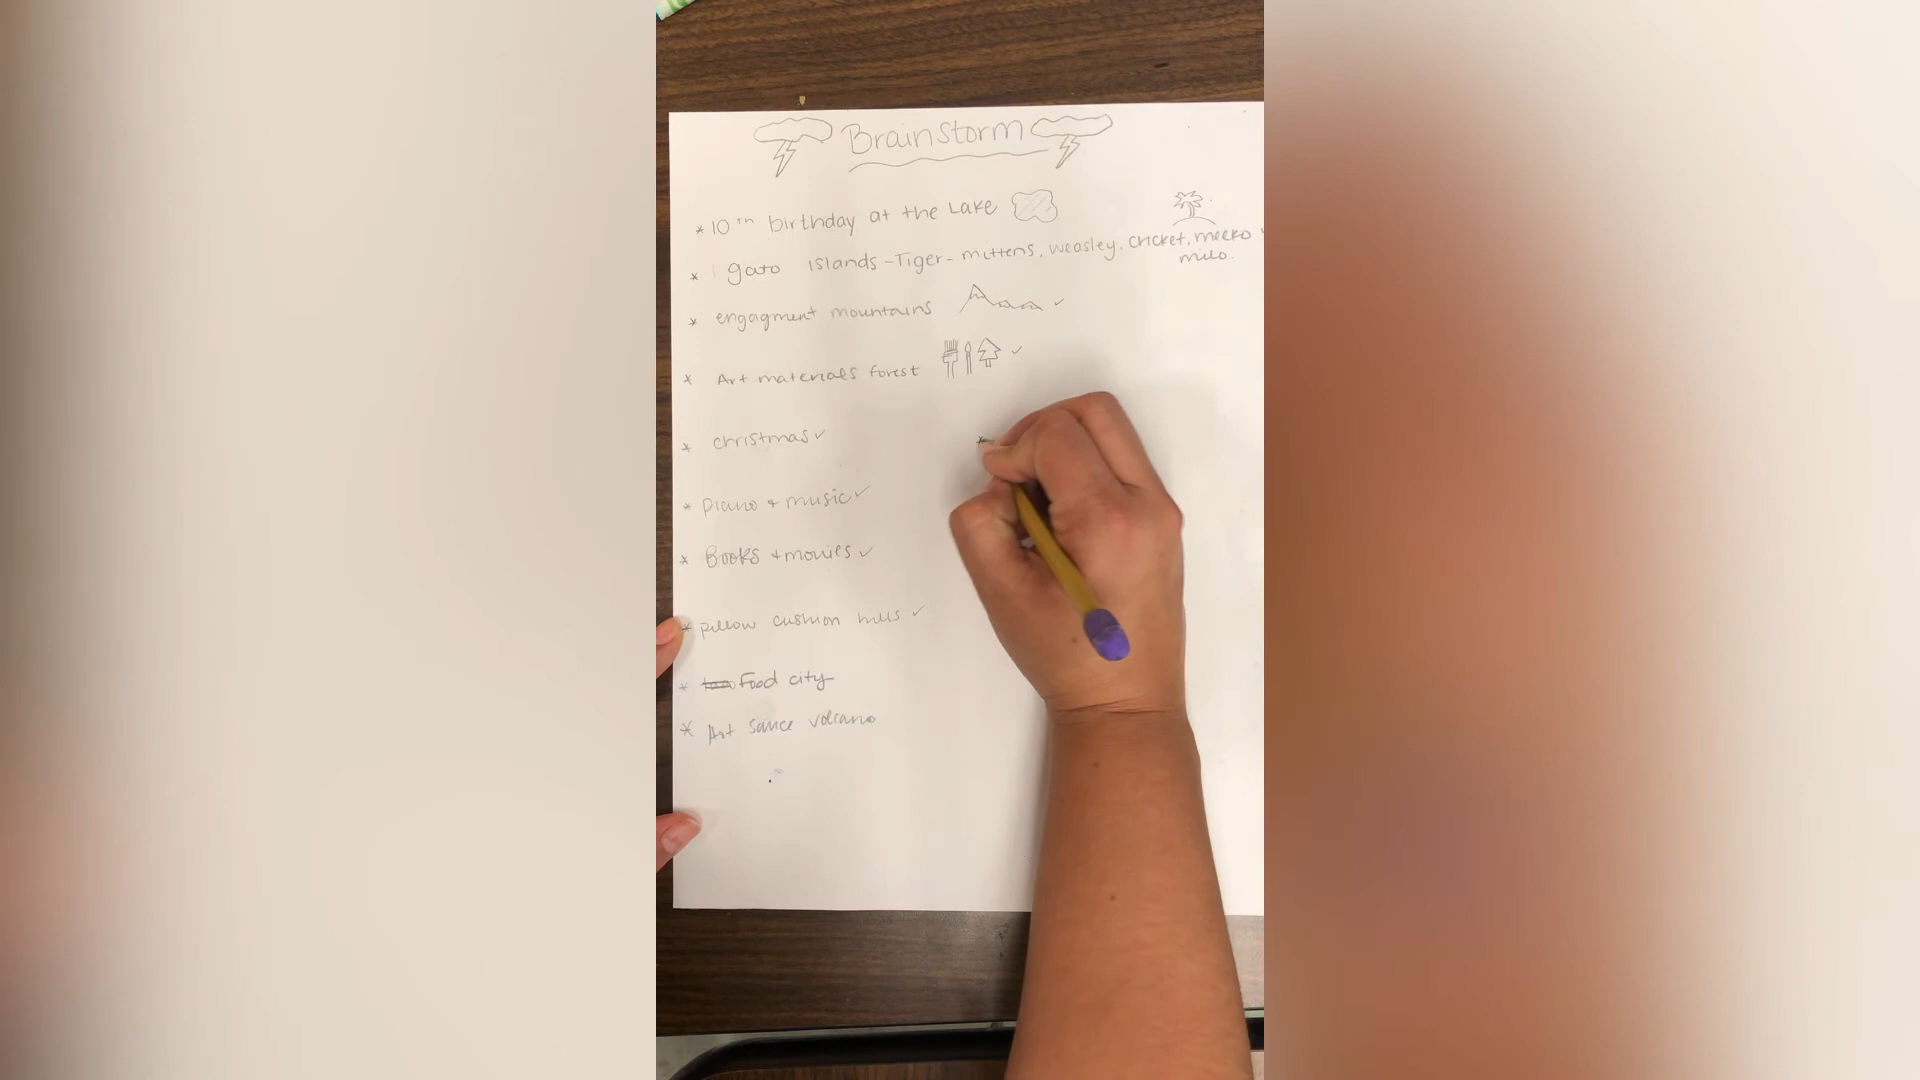 Brainstorm
* 10th birthday at the Lake
* gato islands - Tiger - mittens, weasley, cricket, meeko
milo.
* engagment mountains ✓
* Art materials forest ✓
* christmas ✓
* Piano + music ✓
* Books + movies ✓
* pillow cushion hills ✓
* Food city
* Art sauce volcano
*